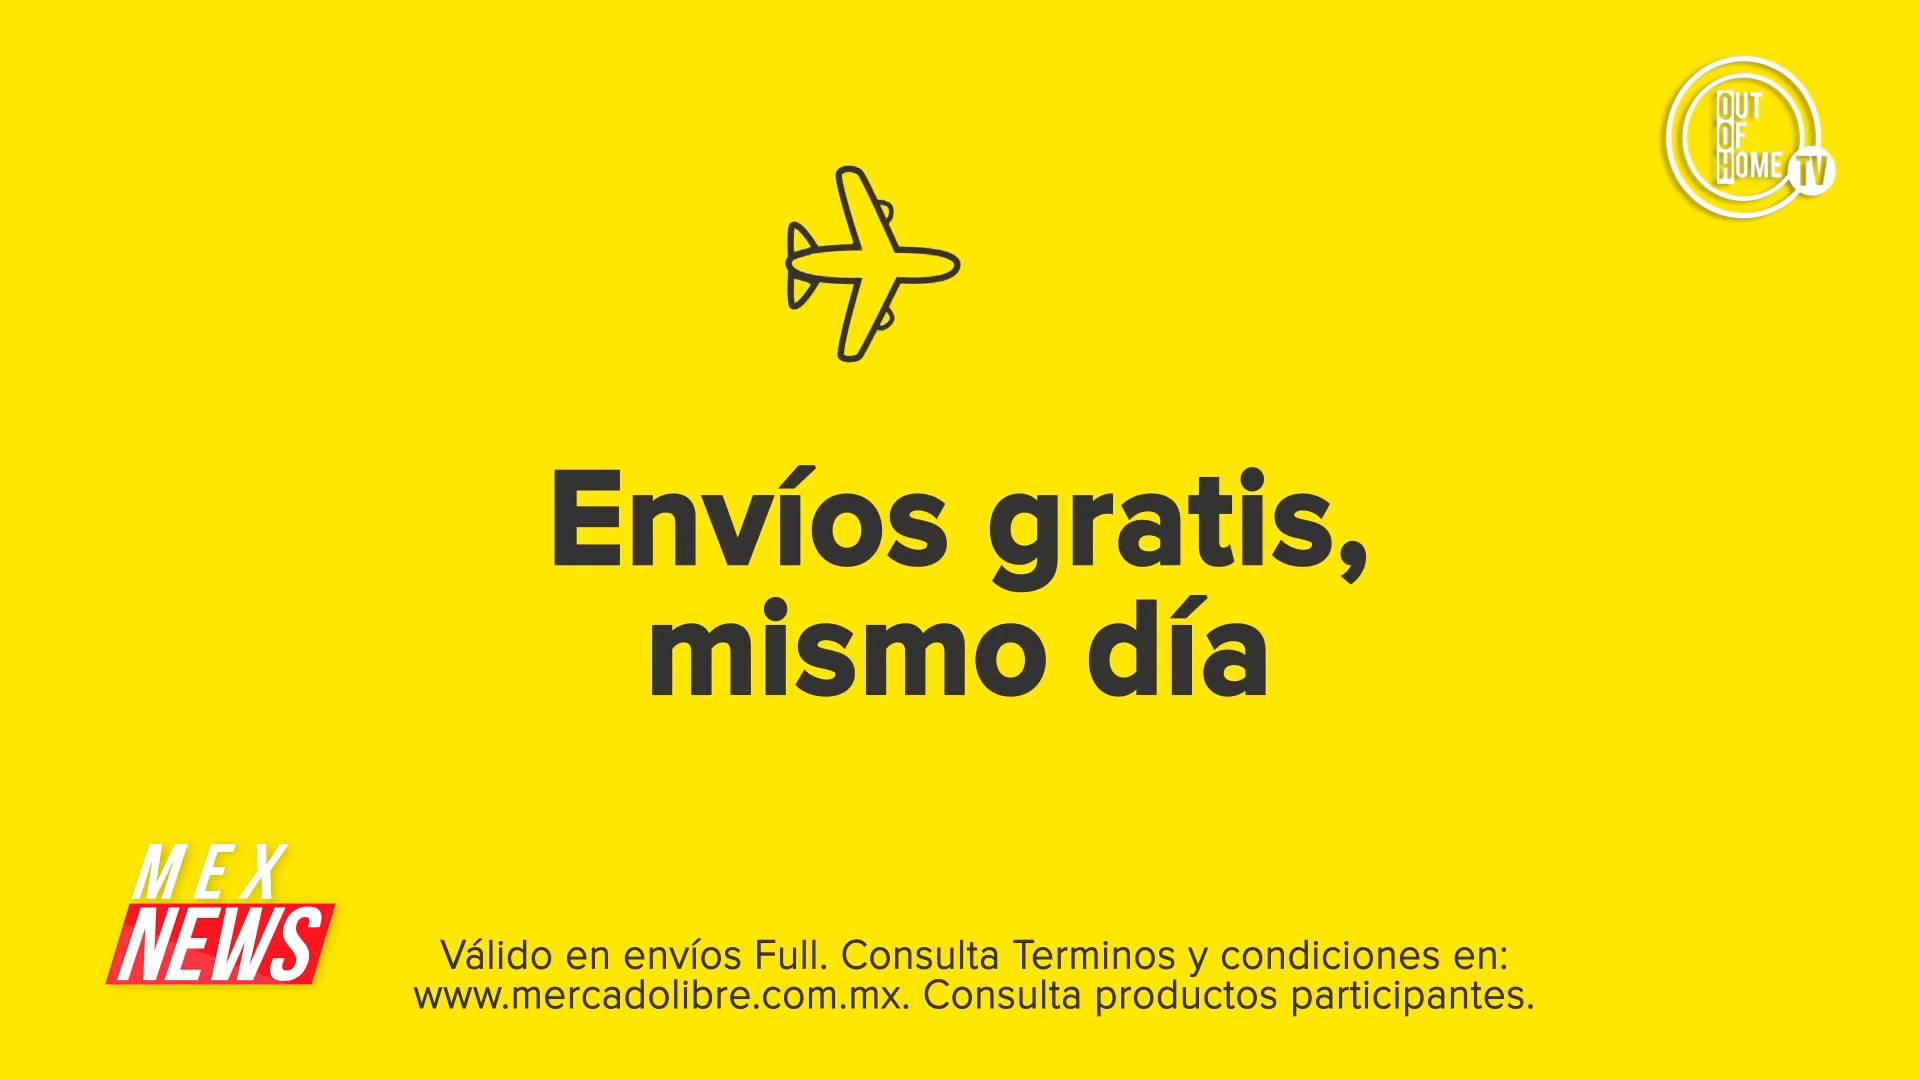 OUT
OF
HOME TV
Envíos gratis,
mismo día
MEX
NEWS
Válido en envíos Full. Consulta Terminos y condiciones en:
www.mercadolibre.com.mx. Consulta productos participantes.